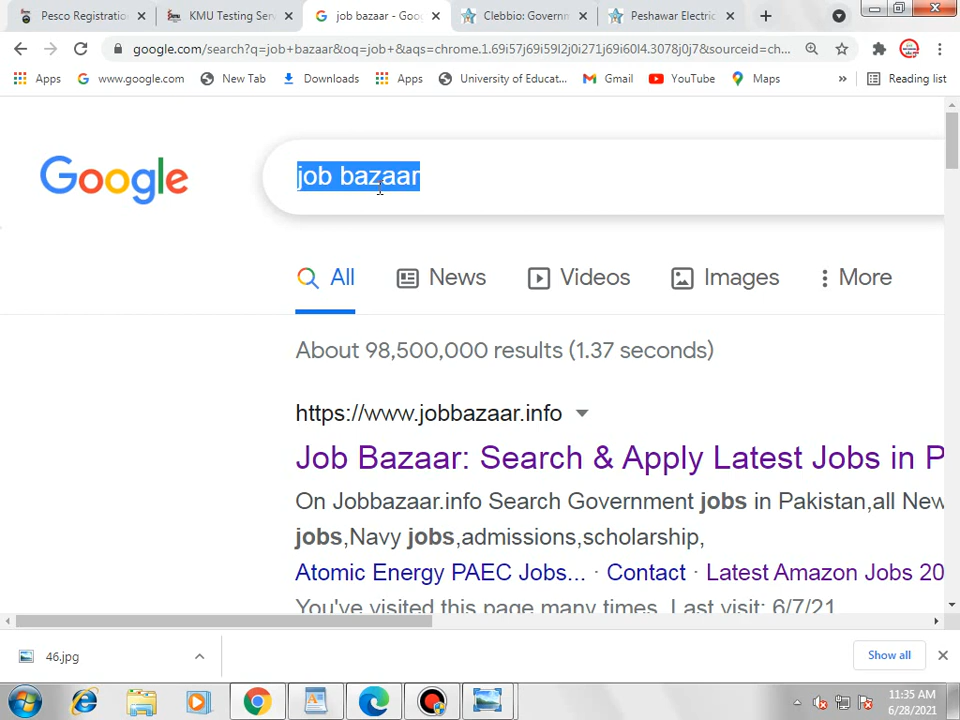 Pesco Registratio
KMU Testing Serv
job bazaar - Goog
Clebbio: Governm
Peshawar Electric
google.com/search?q=job+bazaar&oq=job+&aqs=chrome.1.69i57j69i59l2j0i271j69i60l4.3078j0j7&sourceid=ch...
Apps
www.google.com
New Tab
Downloads
Apps
University of Educat...
Gmail
YouTube
Maps
»
Reading list
Google
job bazaar
All
News
Videos
Images
More
About 98,500,000 results (1.37 seconds)
https://www.jobbazaar.info
Job Bazaar: Search & Apply Latest Jobs in P
On Jobbazaar.info Search Government jobs in Pakistan,all New
jobs,Navy jobs,admissions,scholarship,
Atomic Energy PAEC Jobs... · Contact · Latest Amazon Jobs 20
You've visited this page many times. Last visit: 6/7/21
46.jpg
Show all
11:35 AM
6/28/2021